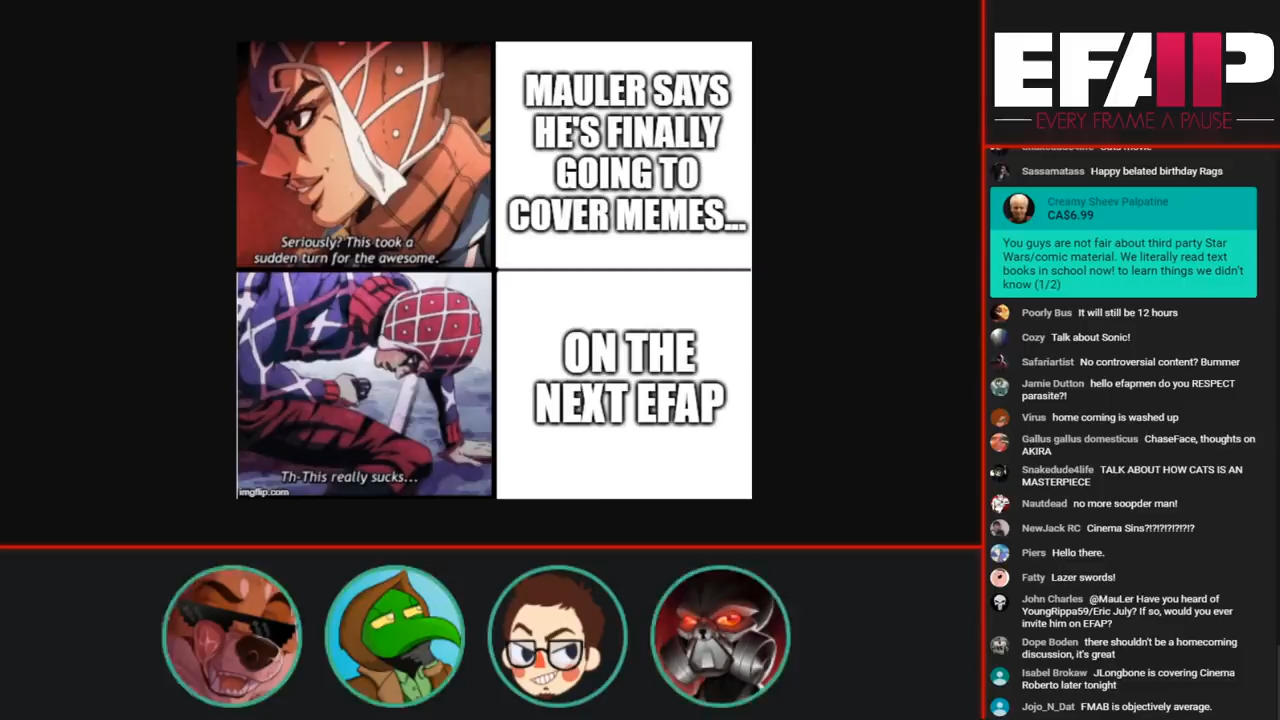 MAULER SAYS
HE'S FINALLY
GOING TO
COVER MEMES...
Seriously? This took a
sudden turn for the awesome.
ON THE
NEXT EFAP
Th-This really sucks...
imgflip.com
EFAP
EVERY FRAME A PAUSE
Snakedude4life Cats movie
Sassamatass Happy belated birthday Rags
Creamy Sheev Palpatine
CA$6.99
You guys are not fair about third party Star
Wars/comic material. We literally read text
books in school now! to learn things we didn't
know (1/2)
Poorly Bus It will still be 12 hours
Cozy Talk about Sonic!
Safariartist No controversial content? Bummer
Jamie Dutton hello efapmen do you RESPECT
parasite?!
Virus home coming is washed up
Gallus gallus domesticus ChaseFace, thoughts on
AKIRA
Snakedude4life TALK ABOUT HOW CATS IS AN
MASTERPIECE
Nautdead no more soopder man!
NewJack RC Cinema Sins?!?!?!?!?!?!?
Piers Hello there.
Fatty Lazer swords!
John Charles @MauLer Have you heard of
YoungRippa59/Eric July? If so, would you ever
invite him on EFAP?
Dope Boden there shouldn't be a homecoming
discussion, it's great
Isabel Brokaw JLongbone is covering Cinema
Roberto later tonight
Jojo_N_Dat FMAB is objectively average.